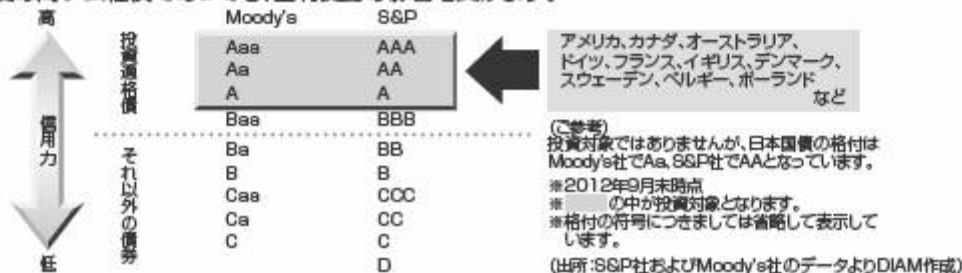 高
Moody's S&P
投資適格債
Aaa AAA
Aa AA
A A
Baa BBB
信用力
それ以外の債券
Ba BB
B B
Caa CCC
Ca CC
C C
D
低
アメリカ、カナダ、オーストラリア、
ドイツ、フランス、イギリス、デンマーク、
スウェーデン、ベルギー、ポーランド
など
(ご参考)
投資対象ではありませんが、日本国債の格付は
Moody's社でAa、S&P社でAAとなっています。
※2012年9月末時点
※ の中が投資対象となります。
※格付の符号につきましては省略して表示して
います。
(出所:S&P社およびMoody's社のデータよりDIAM作成)